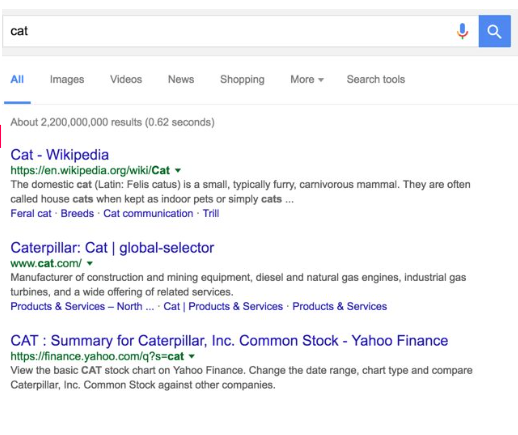 cat
All Images Videos News Shopping More Search tools
About 2,200,000,000 results (0.62 seconds)
Cat - Wikipedia
https://en.wikipedia.org/wiki/Cat
The domestic cat (Latin: Felis catus) is a small, typically furry, carnivorous mammal. They are often
called house cats when kept as indoor pets or simply cats ...
Feral cat · Breeds · Cat communication · Trill
Caterpillar: Cat | global-selector
www.cat.com/
Manufacturer of construction and mining equipment, diesel and natural gas engines, industrial gas
turbines, and a wide offering of related services.
Products & Services – North ... · Cat | Products & Services · Products & Services
CAT : Summary for Caterpillar, Inc. Common Stock - Yahoo Finance
https://finance.yahoo.com/q?s=cat
View the basic CAT stock chart on Yahoo Finance. Change the date range, chart type and compare
Caterpillar, Inc. Common Stock against other companies.